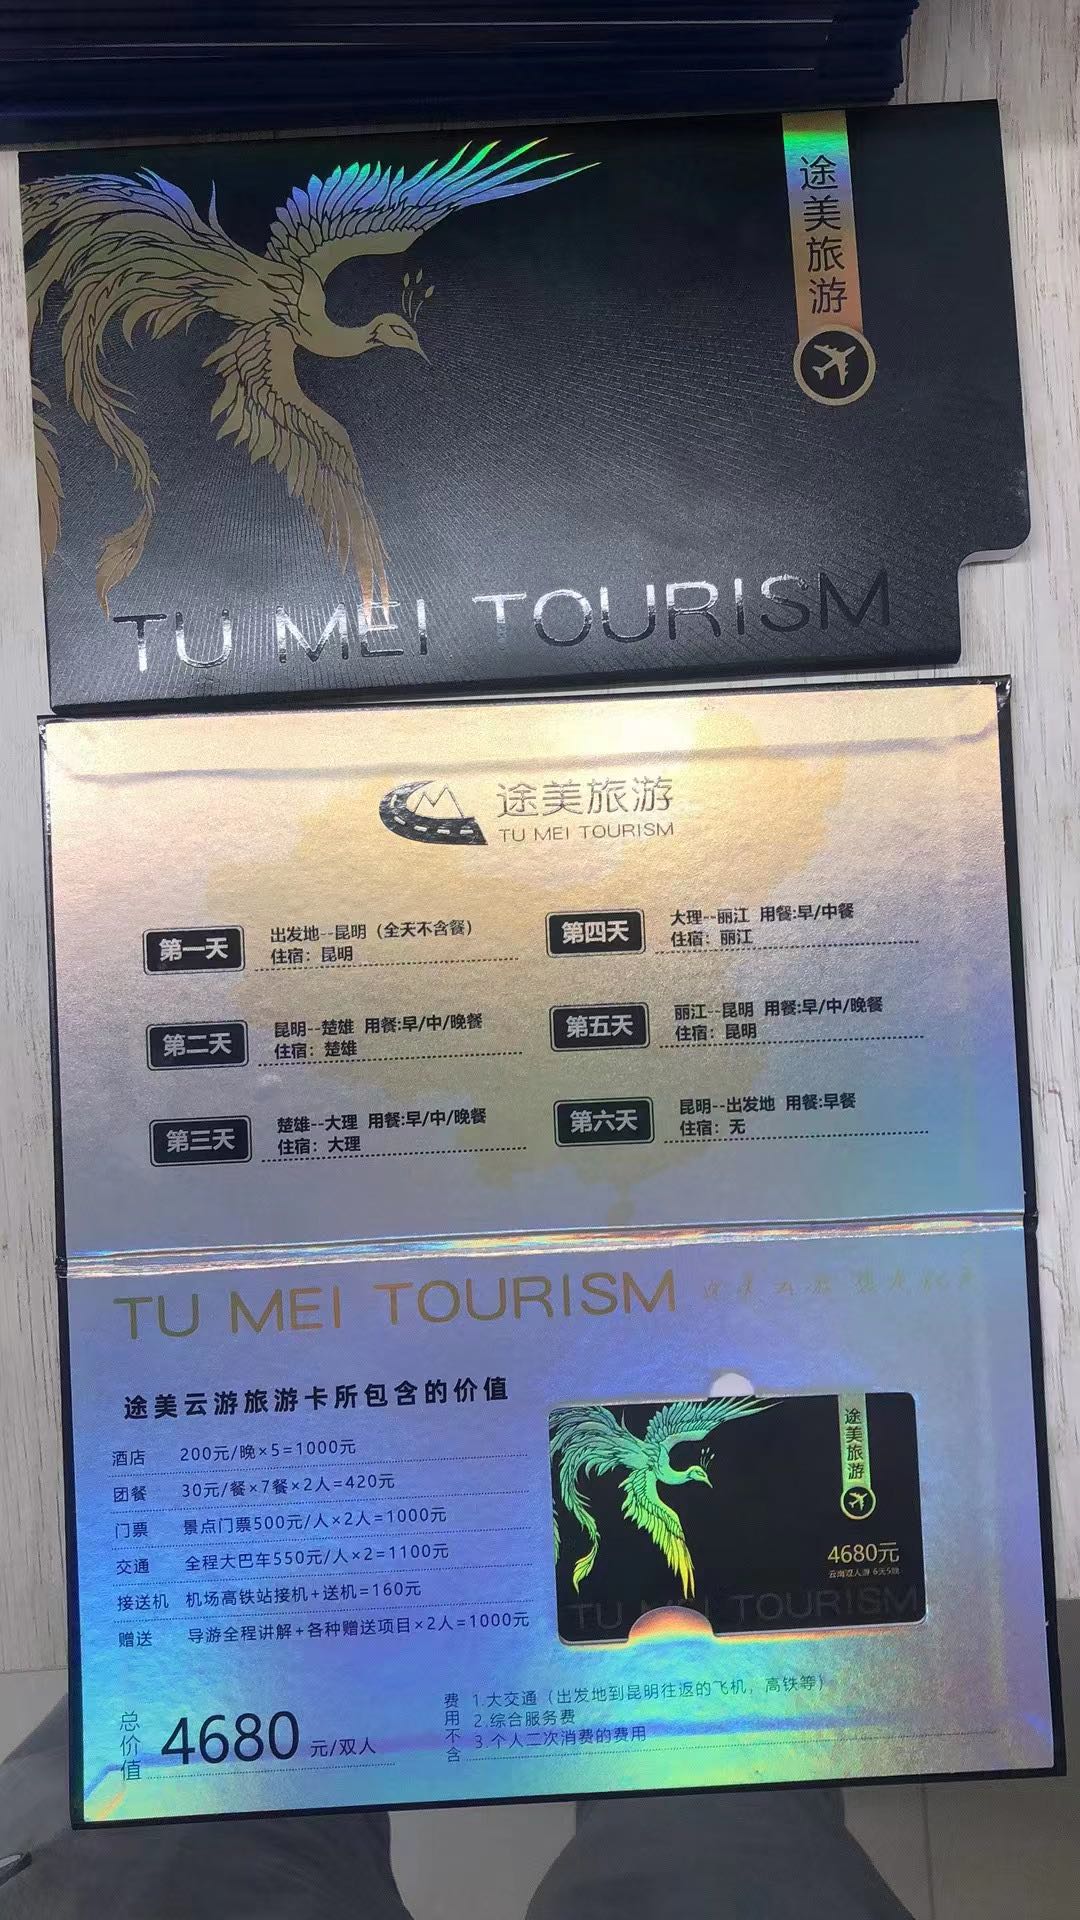 途美旅游
TU MEI TOURISM
途美旅游
TU MEI TOURISM
第一天
出发地--昆明（全天不含餐）
住宿：昆明
第二天
昆明--楚雄 用餐:早/中/晚餐
住宿：楚雄
第三天
楚雄--大理 用餐:早/中/晚餐
住宿：大理
第四天
大理--丽江 用餐:早/中餐
住宿：丽江
第五天
丽江--昆明 用餐:早/中/晚餐
住宿：昆明
第六天
昆明--出发地 用餐:早餐
住宿：无
TU MEI TOURISM
途美云游旅游卡所包含的价值
酒店 200元/晚×5=1000元
团餐 30元/餐×7餐×2人=420元
门票 景点门票500元/人×2人=1000元
交通 全程大巴车550元/人×2=1100元
接送机 机场高铁站接机+送机=160元
赠送 导游全程讲解+各种赠送项目×2人=1000元
总价值 4680 元/双人
途美旅游
4680元
云南双人游 6天5晚
TU MEI TOURISM
费用不含
1.大交通（出发地到昆明往返的飞机，高铁等）
2.综合服务费
3.个人二次消费的费用